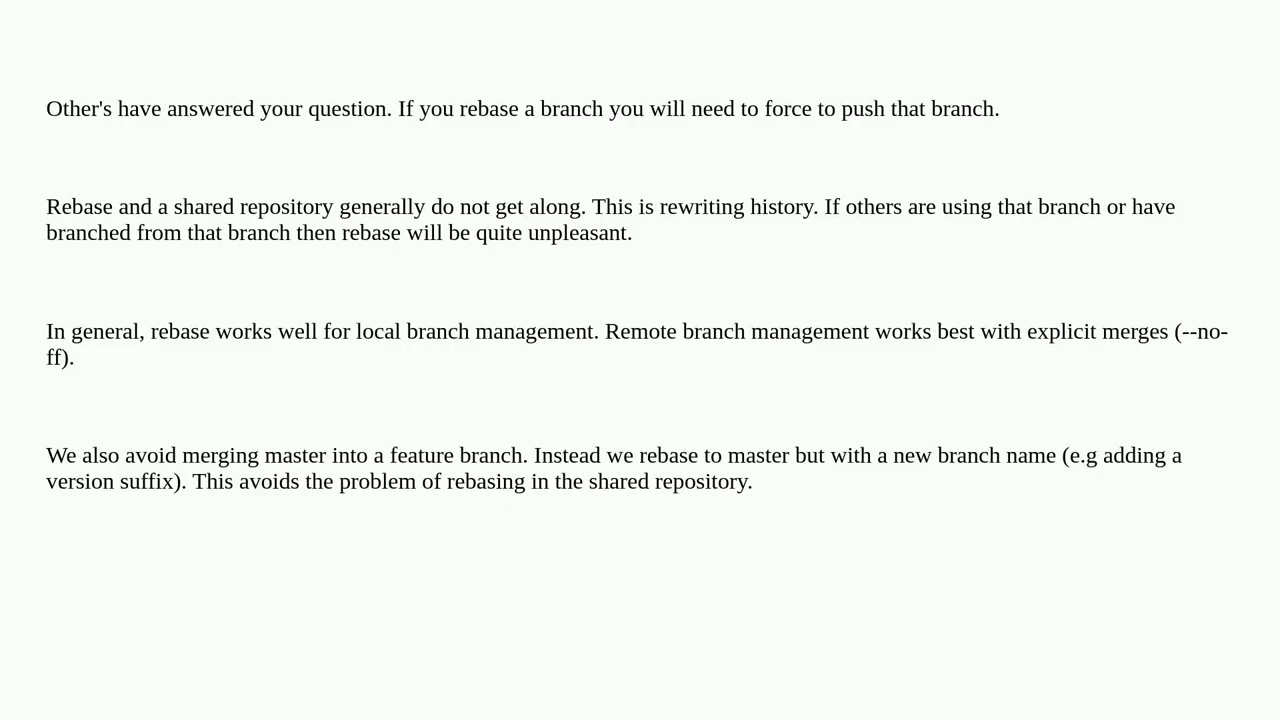 Other's have answered your question. If you rebase a branch you will need to force to push that branch.
Rebase and a shared repository generally do not get along. This is rewriting history. If others are using that branch or have
branched from that branch then rebase will be quite unpleasant.
In general, rebase works well for local branch management. Remote branch management works best with explicit merges (--no-
ff).
We also avoid merging master into a feature branch. Instead we rebase to master but with a new branch name (e.g adding a
version suffix). This avoids the problem of rebasing in the shared repository.